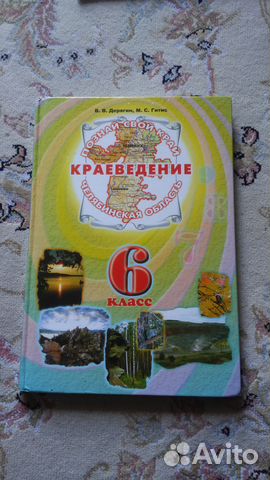 В. В. Дерягин, М. С. Гитис
ПОЗНАЙ СВОЙ КРАЙ
КРАЕВЕДЕНИЕ
ЧЕЛЯБИНСКАЯ ОБЛАСТЬ
6
класс
Avito